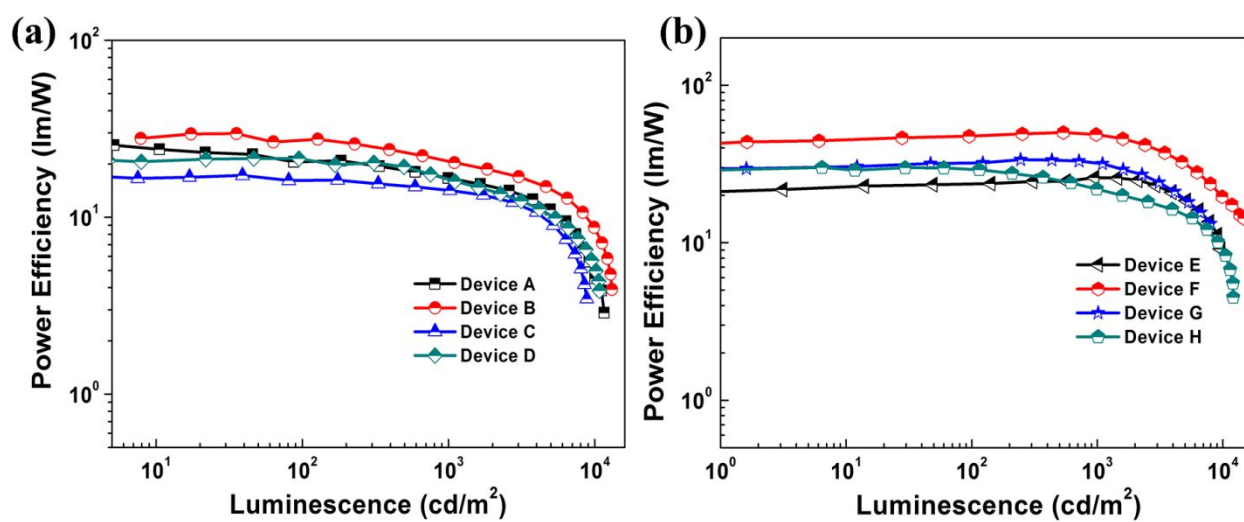 (a)
Power Efficiency (lm/W)
10²
10¹
10⁰
Device A
Device B
Device C
Device D
10¹ 10² 10³ 10⁴
Luminescence (cd/m²)
(b)
Power Efficiency (lm/W)
10²
10¹
10⁰
Device E
Device F
Device G
Device H
10⁰ 10¹ 10² 10³ 10⁴
Luminescence (cd/m²)